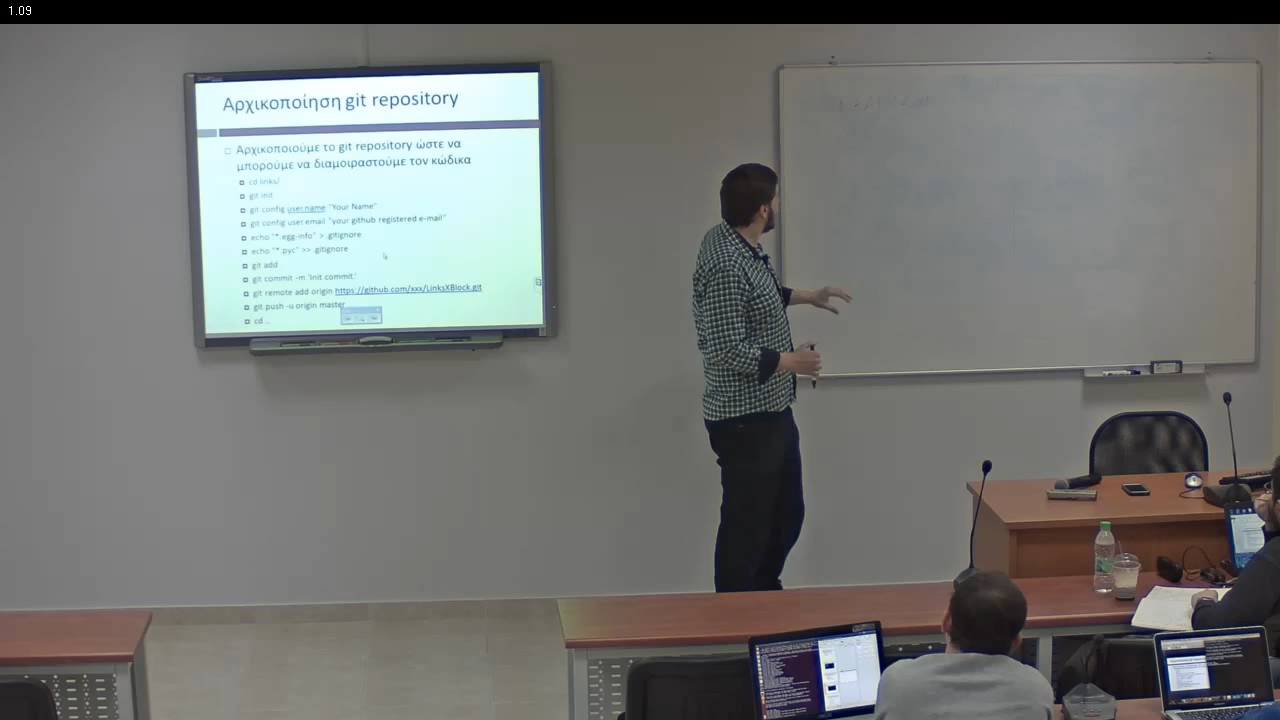 1.09
Αρχικοποίηση git repository
Αρχικοποιούμε το git repository ώστε να
μπορούμε να διαμοιραστούμε τον κώδικα
cd links/
git init
git config user.name "Your Name"
git config user.email "your github registered e-mail"
echo "*.egg-info" > .gitignore
echo "*.pyc" >> .gitignore
git add
git commit -m 'Init commit'
git remote add origin https://github.com/xxx/LinksXBlock.git
git push -u origin master
cd ..